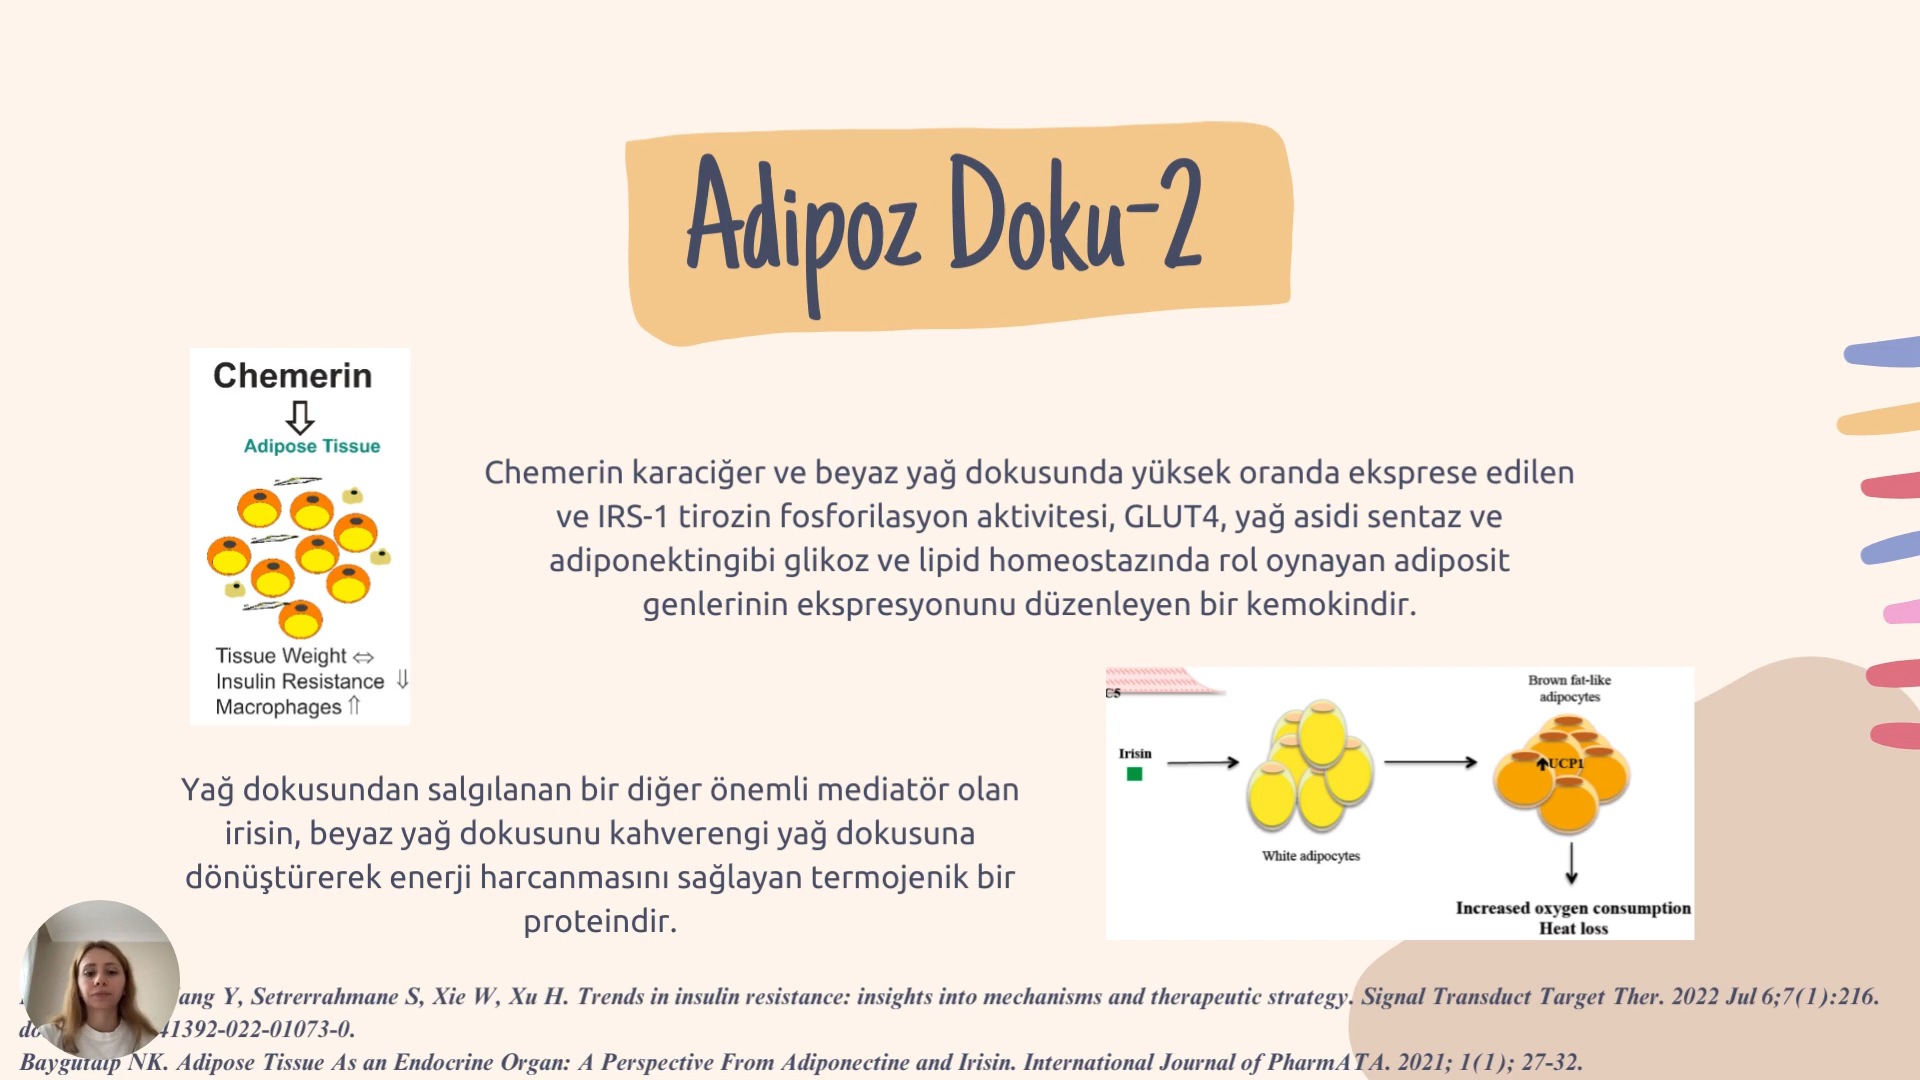 Adipoz Doku-2
Chemerin
Adipose Tissue
Tissue Weight ⇔
Insulin Resistance ⇓
Macrophages ⇑
Chemerin karaciğer ve beyaz yağ dokusunda yüksek oranda eksprese edilen
ve IRS-1 tirozin fosforilasyon aktivitesi, GLUT4, yağ asidi sentaz ve
adiponektingibi glikoz ve lipid homeostazında rol oynayan adiposit
genlerinin ekspresyonunu düzenleyen bir kemokindir.
Yağ dokusundan salgılanan bir diğer önemli mediatör olan
irisin, beyaz yağ dokusunu kahverengi yağ dokusuna
dönüştürerek enerji harcanmasını sağlayan termojenik bir
proteindir.
Irisin
White adipocytes
Brown fat-like
adipocytes
UCP1
Increased oxygen consumption
Heat loss
ang Y, Setrerrahmane S, Xie W, Xu H. Trends in insulin resistance: insights into mechanisms and therapeutic strategy. Signal Transduct Target Ther. 2022 Jul 6;7(1):216.
41392-022-01073-0.
Baygutalp NK. Adipose Tissue As an Endocrine Organ: A Perspective From Adiponectine and Irisin. International Journal of PharmATA. 2021; 1(1); 27-32.